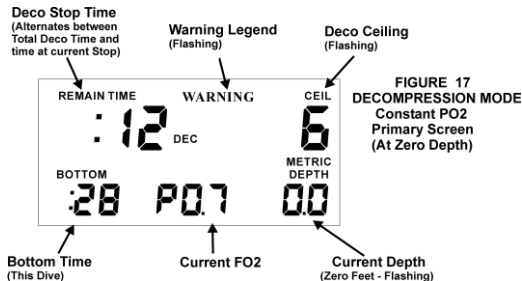 Deco Stop Time
(Alternates between
Total Deco Time and
time at current Stop)
Warning Legend
(Flashing)
Deco Ceiling
(Flashing)
FIGURE 17
DECOMPRESSION MODE
Constant PO2
Primary Screen
(At Zero Depth)
REMAIN TIME
WARNING
CEIL
:12 DEC
6
METRIC
BOTTOM
DEPTH
:28
PO.7
0.0
Bottom Time
(This Dive)
Current FO2
Current Depth
(Zero Feet - Flashing)